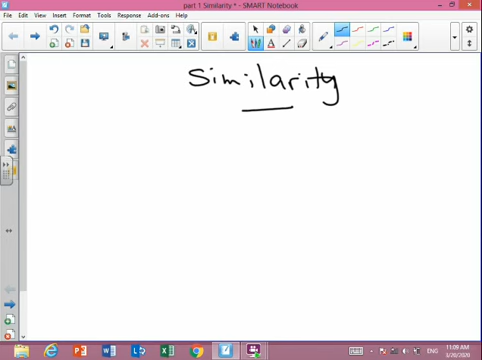 part 1 Similarity * - SMART Notebook
File Edit View Insert Format Tools Response Add-ons Help
Similarity
11:09 AM
ENG
3/20/2020